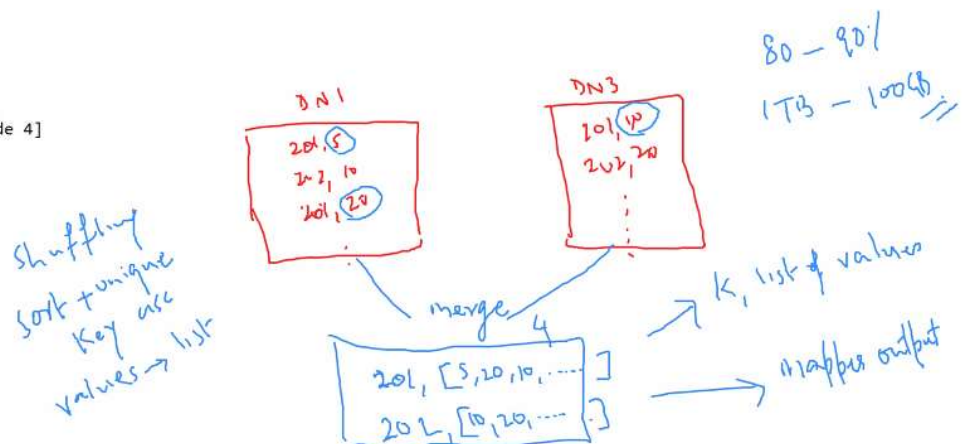 de 4]
80 - 90%
1TB - 100GB
DN1
201, 5
202, 10
201, 20
DN3
201, 10
202, 20
Shuffling
sort + unique
Key asc
values → list
merge
4
201, [5,20,10,.....]
202, [10,20,.....]
K, list of values
mapper output